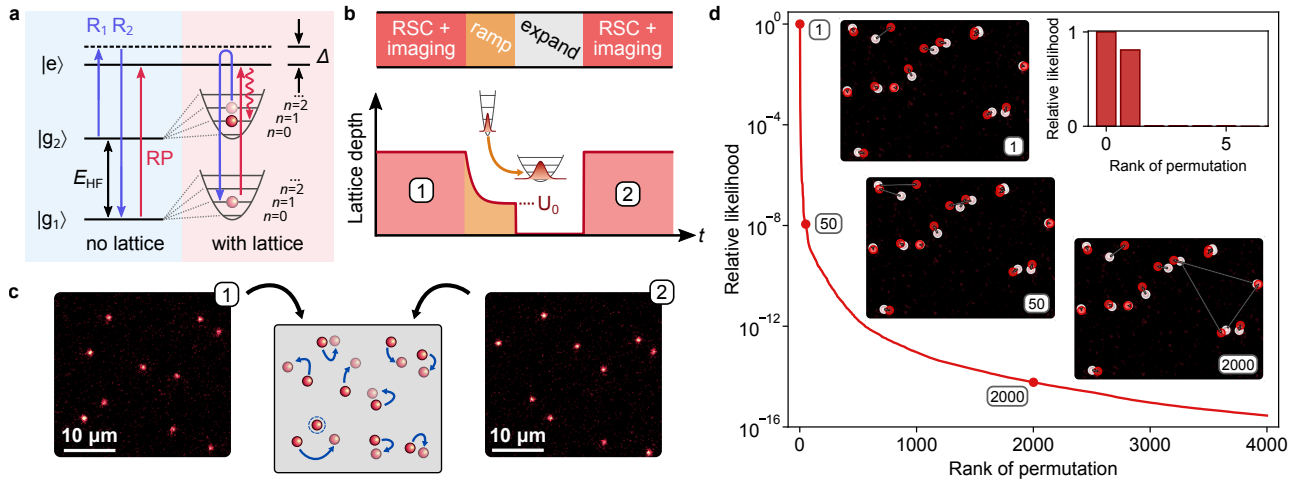 a
R₁ R₂
|e⟩
Δ
...
n=2
n=1
n=0
|g₂⟩
RP
E_HF
...
n=2
n=1
n=0
|g₁⟩
no lattice
with lattice
b
RSC +
imaging
ramp
expand
RSC +
imaging
Lattice depth
1
U₀
2
t
c
1
10 μm
2
10 μm
d
Relative likelihood
10⁰
10⁻⁴
10⁻⁸
10⁻¹²
10⁻¹⁶
1
50
2000
1
50
2000
Relative likelihood
1
0
0
5
Rank of permutation
0
1000
2000
3000
4000
Rank of permutation